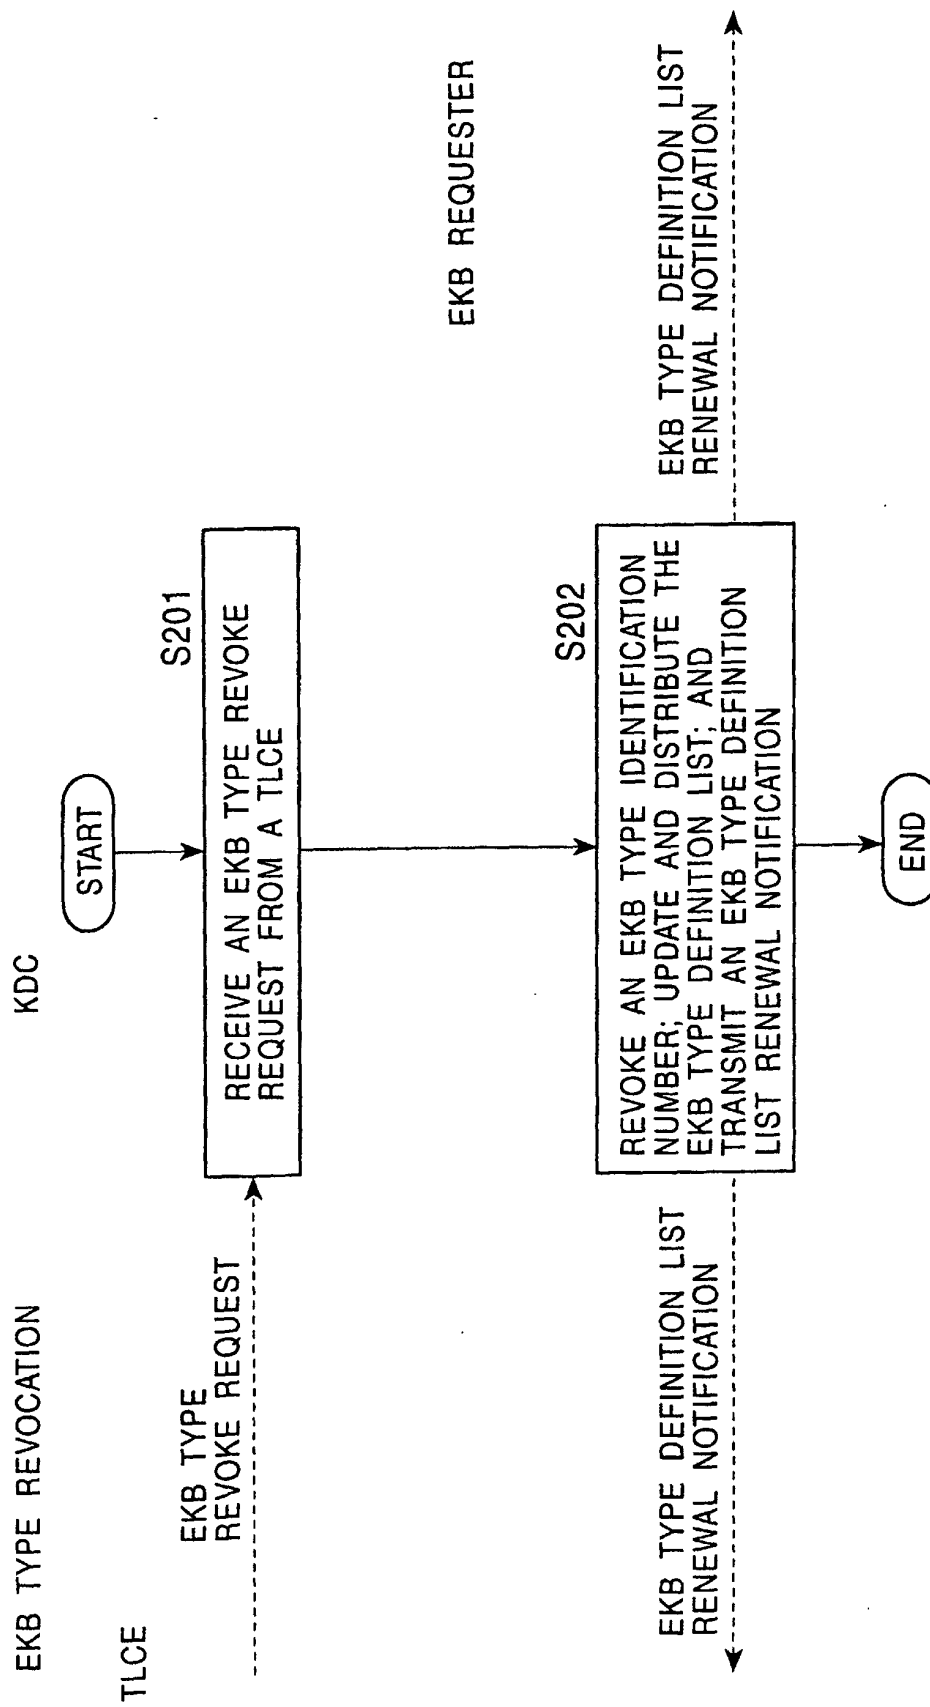 EKB TYPE REVOCATION
TLCE
KDC
EKB REQUESTER
START
S201
EKB TYPE
REVOKE REQUEST
RECEIVE AN EKB TYPE REVOKE
REQUEST FROM A TLCE
S202
EKB TYPE DEFINITION LIST
RENEWAL NOTIFICATION
REVOKE AN EKB TYPE IDENTIFICATION
NUMBER; UPDATE AND DISTRIBUTE THE
EKB TYPE DEFINITION LIST; AND
TRANSMIT AN EKB TYPE DEFINITION
LIST RENEWAL NOTIFICATION
EKB TYPE DEFINITION LIST
RENEWAL NOTIFICATION
END